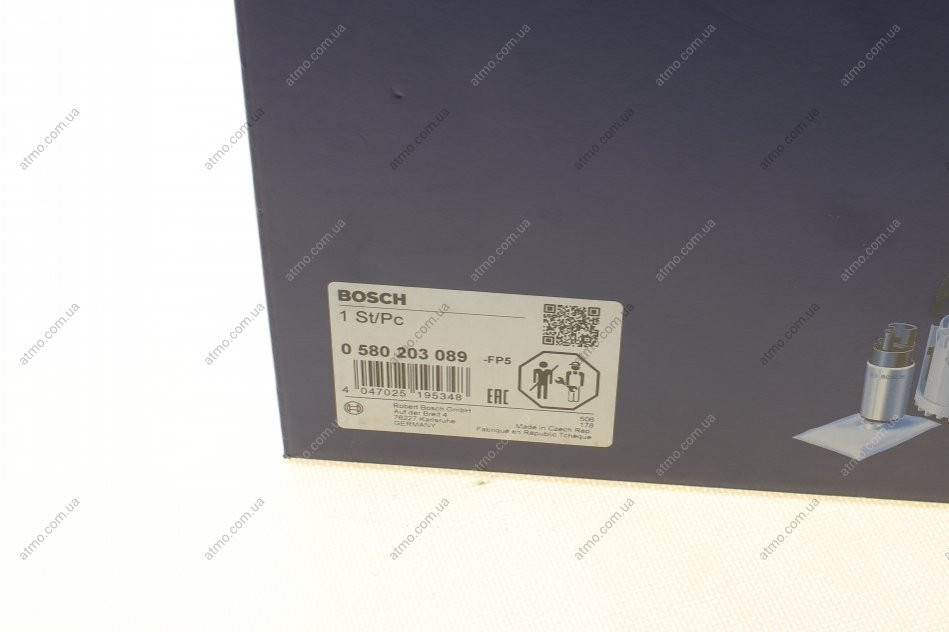 BOSCH
1 St/Pc
0 580 203 089 -FP5
4 047025 195348
EAC
Robert Bosch GmbH
Auf der Breit 4
76227 Karlsruhe
GERMANY
506
178
Made in Czech Rep.
Fabriqué en République Tchèque
BOSCH
atmo.com.ua